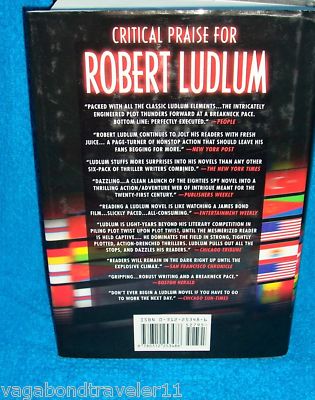 CRITICAL PRAISE FOR
ROBERT LUDLUM
"PACKED WITH ALL THE CLASSIC LUDLUM ELEMENTS...THE INTRICATELY
ENGINEERED PLOT THUNDERS FORWARD AT A BREAKNECK PACE.
BOTTOM LINE: PERFECTLY EXECUTED." —PEOPLE
"ROBERT LUDLUM CONTINUES TO JOLT HIS READERS WITH FRESH
JUICE... A PAGE-TURNER OF NONSTOP ACTION THAT SHOULD LEAVE HIS
FANS BEGGING FOR MORE." —NEW YORK POST
"LUDLUM STUFFS MORE SURPRISES INTO HIS NOVELS THAN ANY OTHER
SIX-PACK OF THRILLER WRITERS COMBINED." —THE NEW YORK TIMES
"DAZZLING...A CLEAN LAUNCH OF THE EIGHTIES SPY NOVEL INTO A
THRILLING ACTION/ADVENTURE WEB OF INTRIGUE MEANT FOR THE
TWENTY-FIRST CENTURY." —PUBLISHERS WEEKLY
"READING A LUDLUM NOVEL IS LIKE WATCHING A JAMES BOND
FILM...SLICKLY PACED...ALL-CONSUMING." —ENTERTAINMENT WEEKLY
"LUDLUM IS LIGHT-YEARS BEYOND HIS LITERARY COMPETITION IN
PILING PLOT TWIST UPON PLOT TWIST, UNTIL THE MESMERIZED READER
IS HELD CAPTIVE... HE DOMINATES THE FIELD IN STRONG, TIGHTLY
PLOTTED, ACTION-DRENCHED THRILLERS. LUDLUM PULLS OUT ALL THE
STOPS, AND DAZZLES HIS READERS." —CHICAGO TRIBUNE
"READERS WILL REMAIN IN THE DARK RIGHT UP UNTIL THE
EXPLOSIVE CLIMAX." —SAN FRANCISCO CHRONICLE
"GRIPPING...ROBUST WRITING AND A BREAKNECK PACE."
—BOSTON HERALD
"DON'T EVER BEGIN A LUDLUM NOVEL IF YOU HAVE TO GO
TO WORK THE NEXT DAY." —CHICAGO SUN-TIMES
ISBN 0-312-25348-6
52795
9 780312 253486
vagabondtraveler11